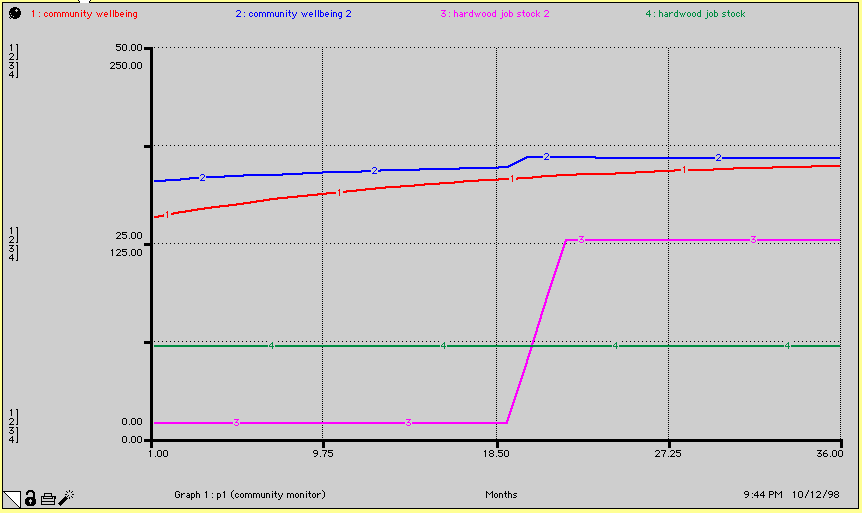 1 : community wellbeing 2 : community wellbeing 2 3 : hardwood job stock 2 4 : hardwood job stock
1] 50.00
2]
3] 250.00
4]
2 2 2 2
1 1 1 1
1] 25.00
2]
3] 125.00
4]
3 3
4 4 4 4
1] 0.00
2]
3]
4] 0.00
3 3
1.00 9.75 18.50 27.25 36.00
Graph 1 : p1 (community monitor) Months 9:44 PM 10/12/98